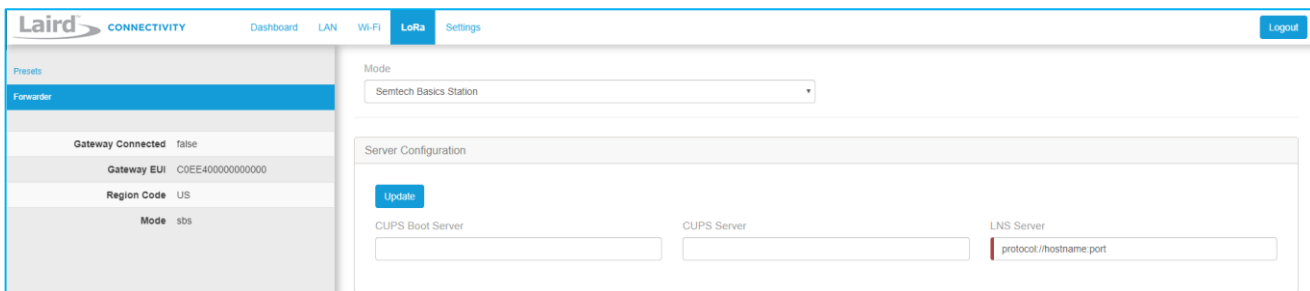 Laird CONNECTIVITY Dashboard LAN Wi-Fi LoRa Settings Logout
Presets
Forwarder
Gateway Connected false
Gateway EUI C0EE400000000000
Region Code US
Mode sbs
Mode
Semtech Basics Station
Server Configuration
Update
CUPS Boot Server CUPS Server LNS Server
protocol://hostname:port